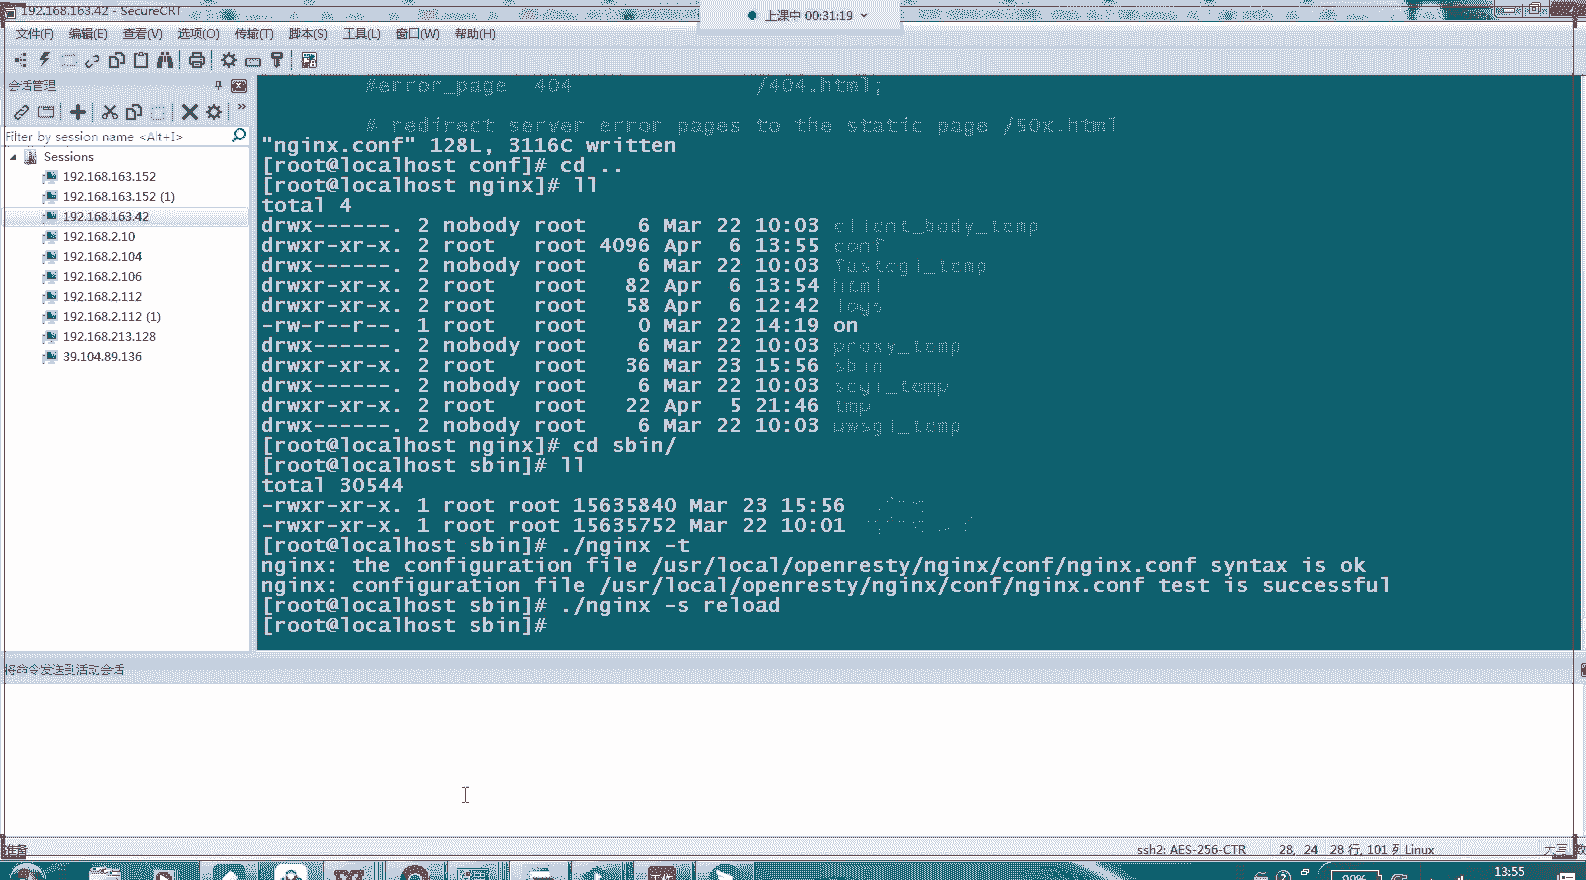 192.168.163.42 - SecureCRT
上课中 00:31:19
文件(F) 编辑(E) 查看(V) 选项(O) 传输(T) 脚本(S) 工具(L) 窗口(W) 帮助(H)
会话管理
Filter by session name <Alt+I>
Sessions
192.168.163.152
192.168.163.152 (1)
192.168.163.42
192.168.2.10
192.168.2.104
192.168.2.106
192.168.2.112
192.168.2.112 (1)
192.168.213.128
39.104.89.136
#error_page 404 /404.html;
# redirect server error pages to the static page /50x.html
"nginx.conf" 128L, 3116C written
[root@localhost conf]# cd ..
[root@localhost nginx]# ll
total 4
drwx------. 2 nobody root 6 Mar 22 10:03 client_body_temp
drwxr-xr-x. 2 root root 4096 Apr 6 13:55 conf
drwx------. 2 nobody root 6 Mar 22 10:03 fastcgi_temp
drwxr-xr-x. 2 root root 82 Apr 6 13:54 html
drwxr-xr-x. 2 root root 58 Apr 6 12:42 logs
-rw-r--r--. 1 root root 0 Mar 22 14:19 on
drwx------. 2 nobody root 6 Mar 22 10:03 proxy_temp
drwxr-xr-x. 2 root root 36 Mar 23 15:56 sbin
drwx------. 2 nobody root 6 Mar 22 10:03 scgi_temp
drwxr-xr-x. 2 root root 22 Apr 5 21:46 tmp
drwx------. 2 nobody root 6 Mar 22 10:03 uwsgi_temp
[root@localhost nginx]# cd sbin/
[root@localhost sbin]# ll
total 30544
-rwxr-xr-x. 1 root root 15635840 Mar 23 15:56
-rwxr-xr-x. 1 root root 15635752 Mar 22 10:01
[root@localhost sbin]# ./nginx -t
nginx: the configuration file /usr/local/openresty/nginx/conf/nginx.conf syntax is ok
nginx: configuration file /usr/local/openresty/nginx/conf/nginx.conf test is successful
[root@localhost sbin]# ./nginx -s reload
[root@localhost sbin]#
将命令发送到活动会话
准备
ssh2: AES-256-CTR 28, 24 28 行, 101 列 Linux
大写 数
99%
13:55